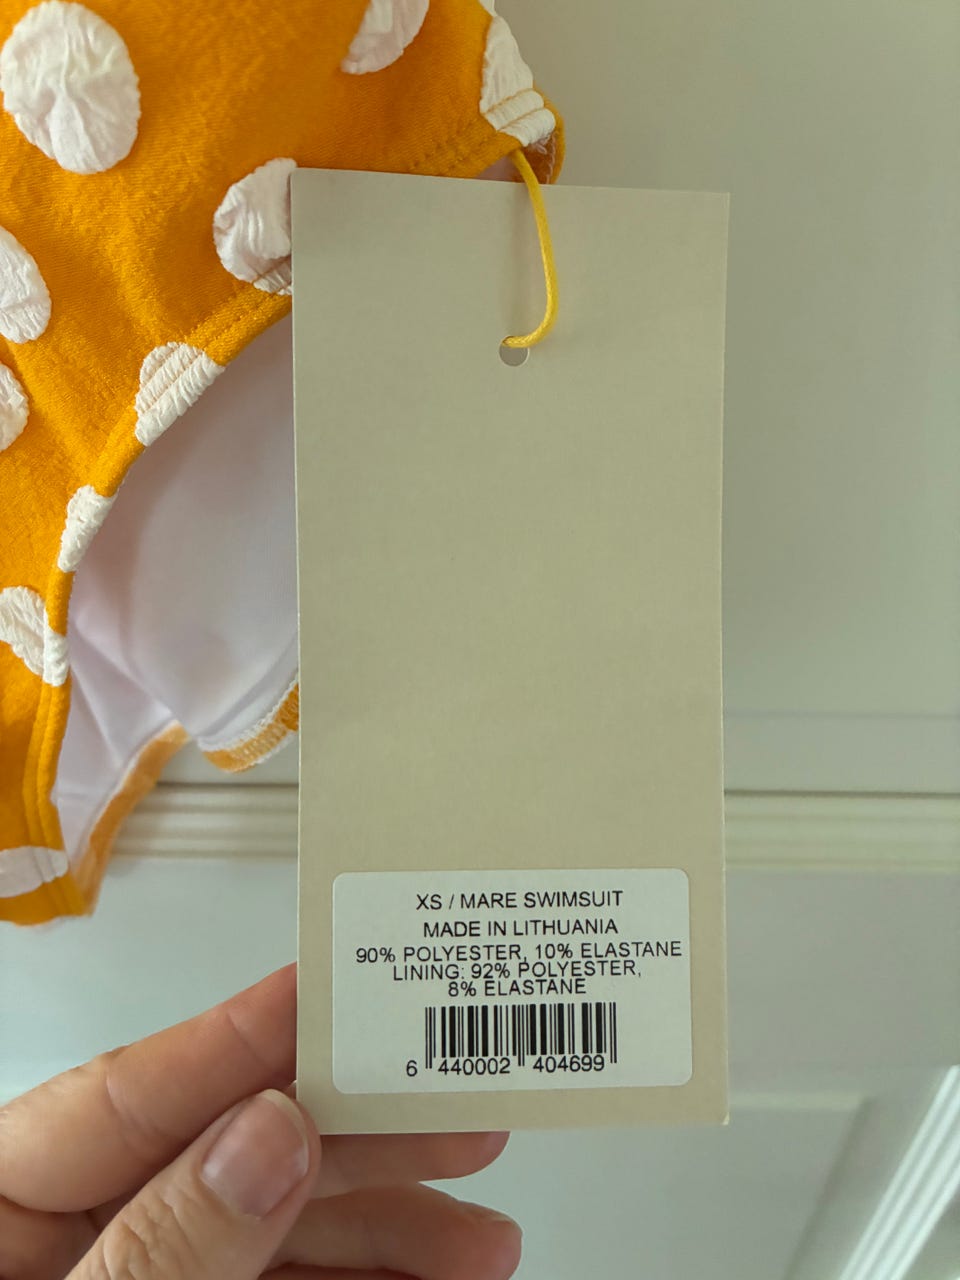 XS / MARE SWIMSUIT
MADE IN LITHUANIA
90% POLYESTER, 10% ELASTANE
LINING: 92% POLYESTER,
8% ELASTANE
6 440002 404699